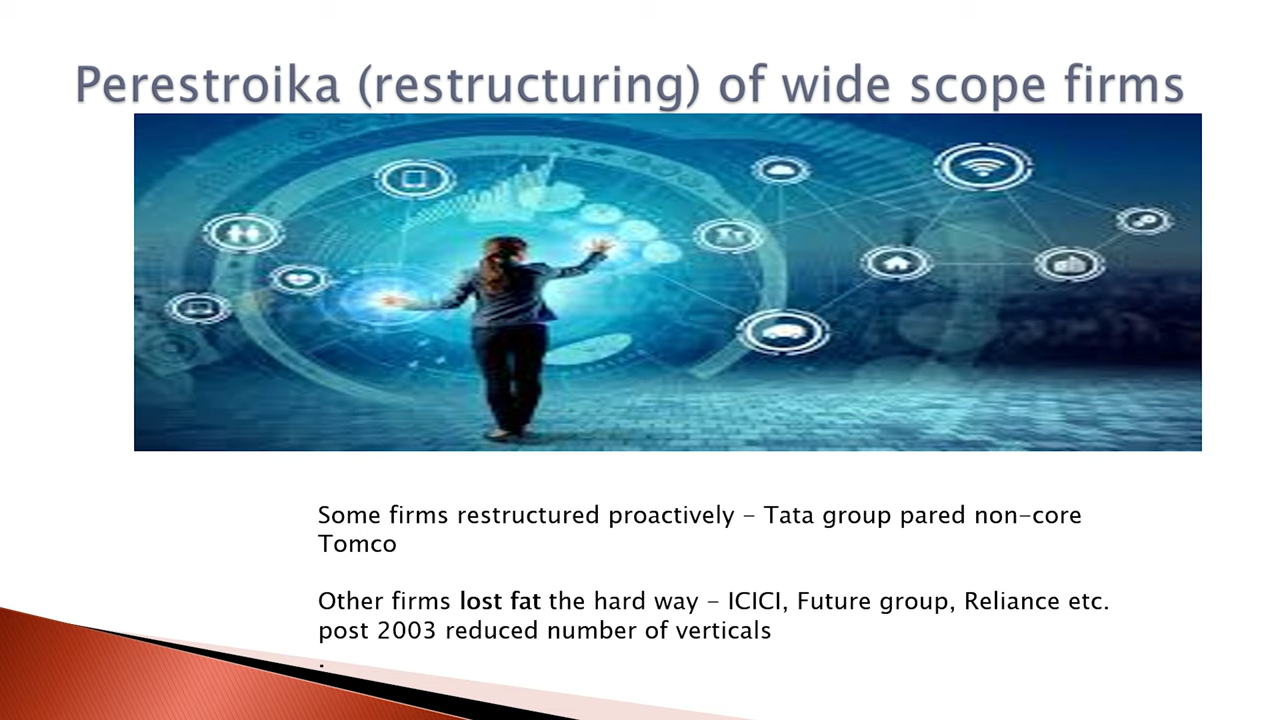 Perestroika (restructuring) of wide scope firms
Some firms restructured proactively – Tata group pared non-core
Tomco
Other firms lost fat the hard way – ICICI, Future group, Reliance etc.
post 2003 reduced number of verticals
.